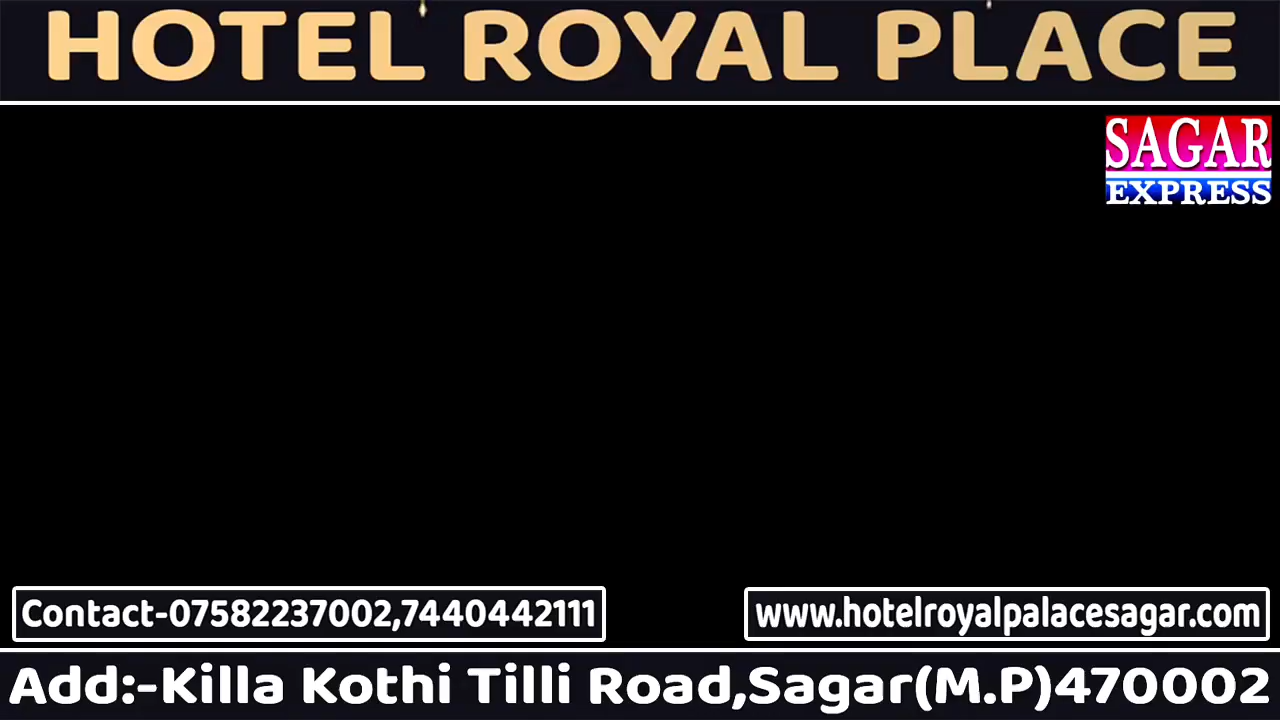 HOTEL ROYAL PLACE
SAGAR
EXPRESS
Contact-07582237002,7440442111
www.hotelroyalpalacesagar.com
Add:-Killa Kothi Tilli Road,Sagar(M.P)470002